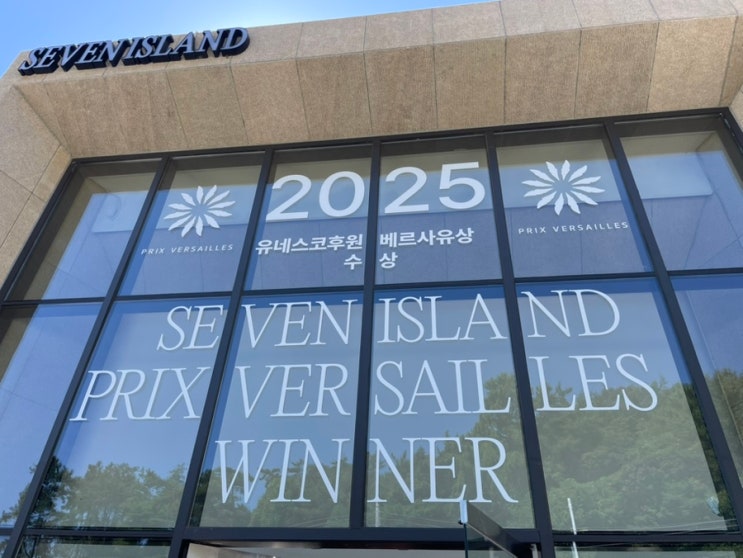 SEVEN ISLAND
2025
PRIX VERSAILLES
유네스코후원 베르사유상
수상
PRIX VERSAILLES
SEVEN ISLAND
PRIX VERSAILLES
WINNER